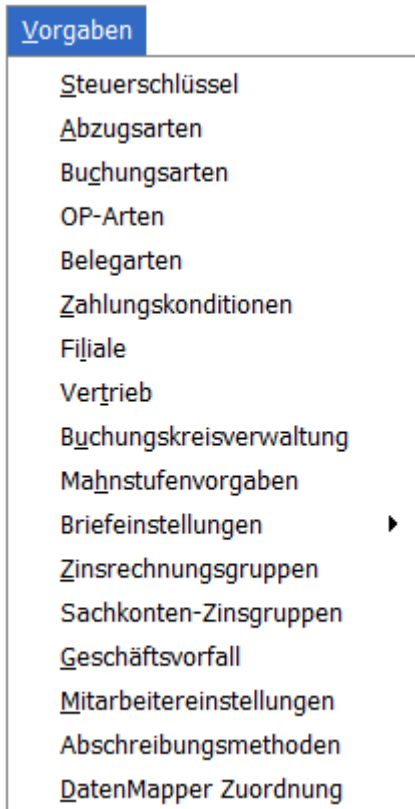 Vorgaben
Steuerschlüssel
Abzugsarten
Buchungsarten
OP-Arten
Belegarten
Zahlungskonditionen
Filiale
Vertrieb
Buchungskreisverwaltung
Mahnstufenvorgaben
Briefeinstellungen
Zinsrechnungsgruppen
Sachkonten-Zinsgruppen
Geschäftsvorfall
Mitarbeitereinstellungen
Abschreibungsmethoden
DatenMapper Zuordnung